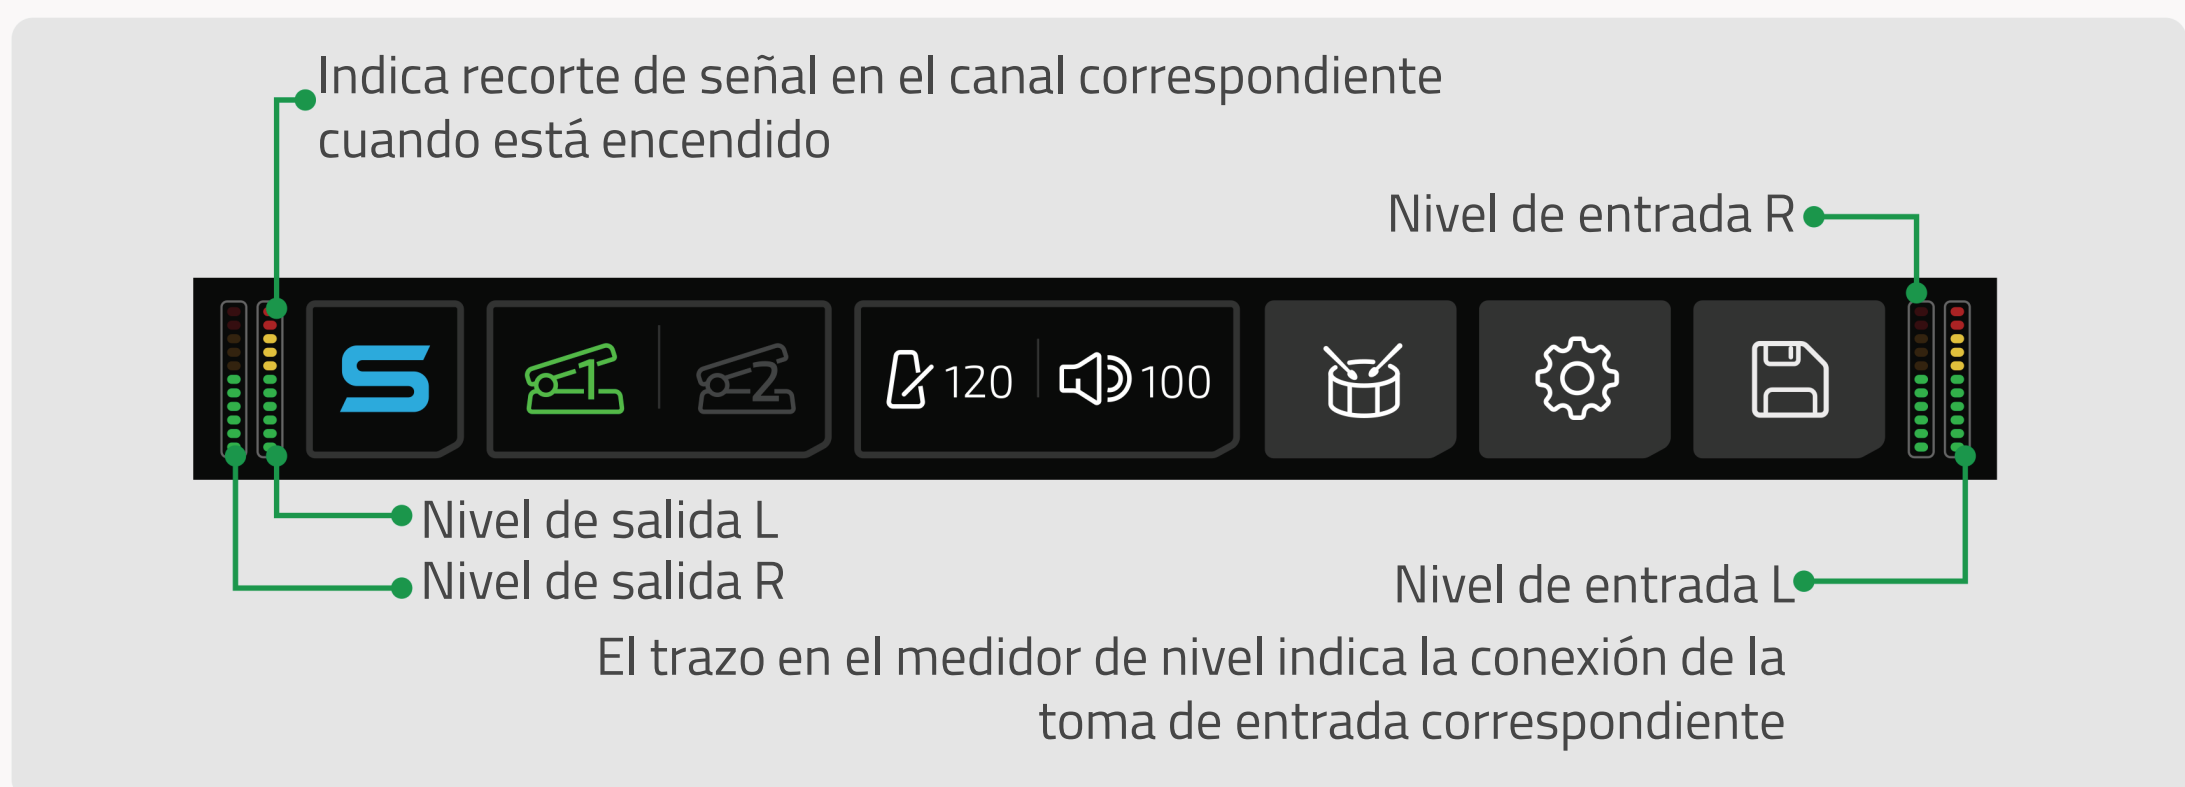 Indica recorte de señal en el canal correspondiente
cuando está encendido
Nivel de entrada R
1
2
120
100
Nivel de salida L
Nivel de salida R
Nivel de entrada L
El trazo en el medidor de nivel indica la conexión de la
toma de entrada correspondiente